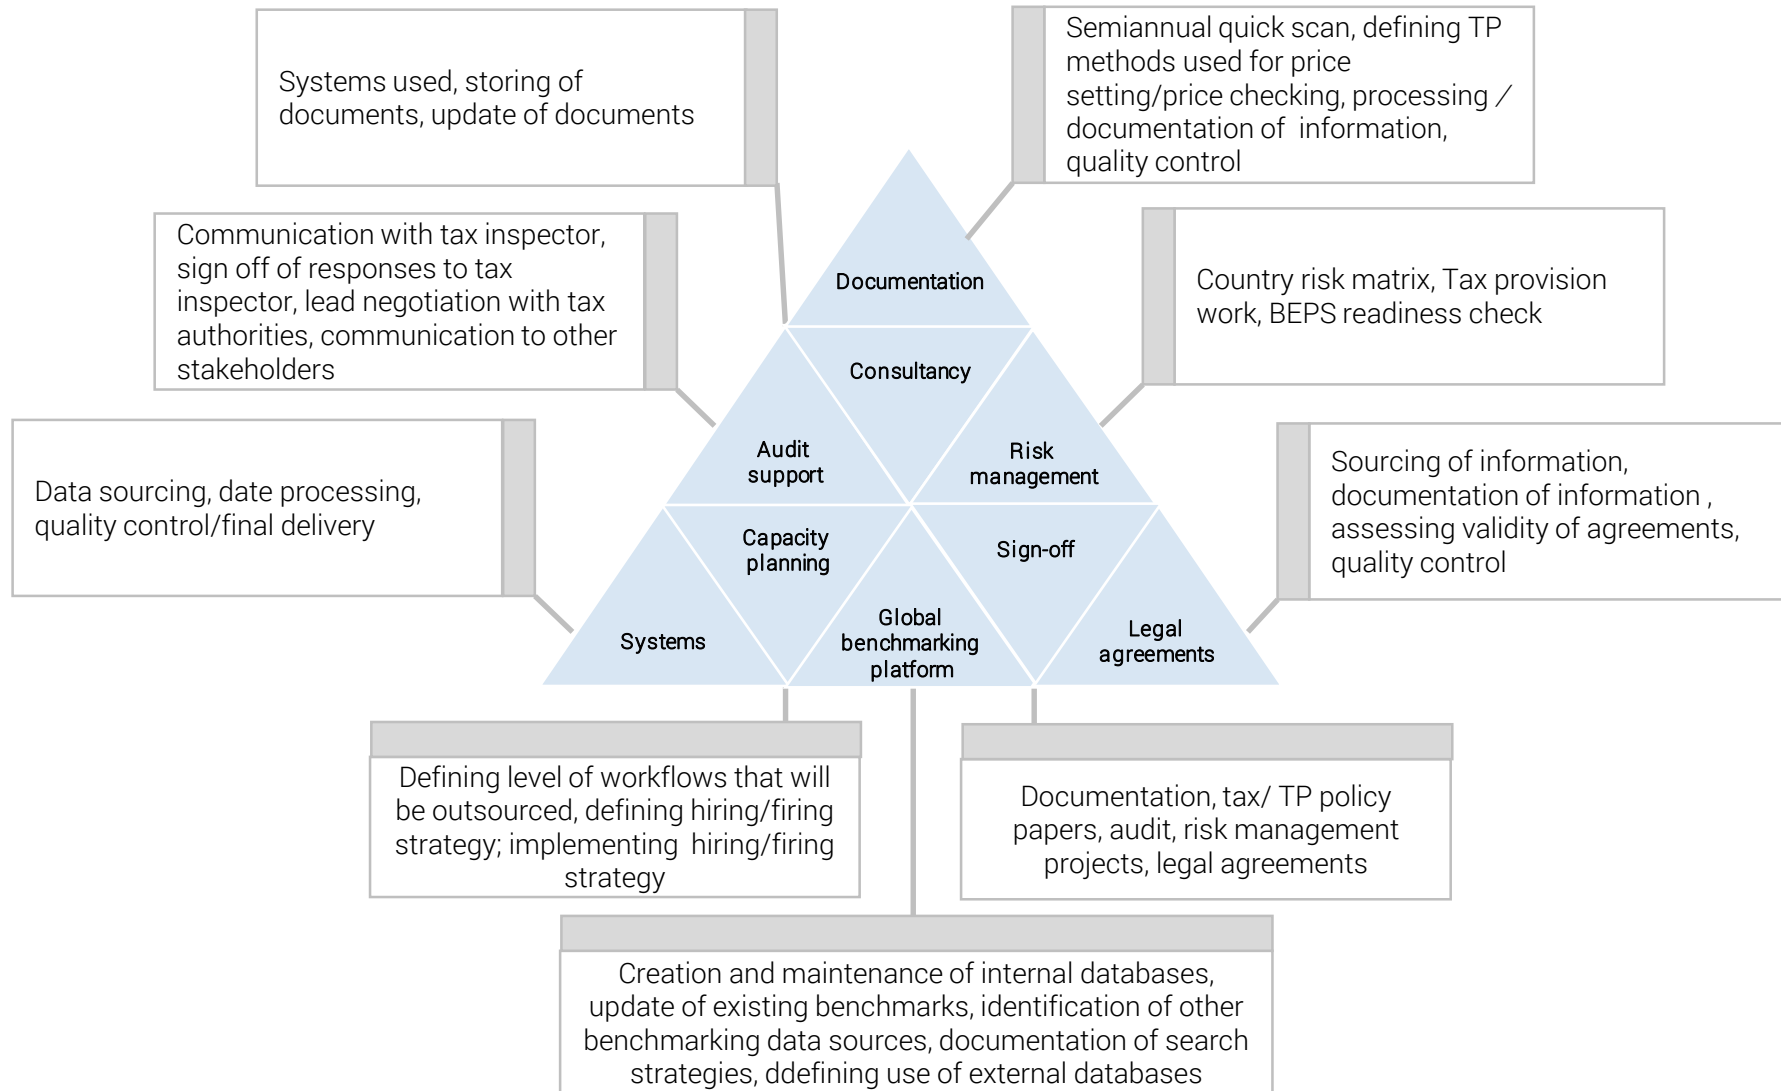 Systems used, storing of
documents, update of documents
Semiannual quick scan, defining TP
methods used for price
setting/price checking, processing /
documentation of information,
quality control
Communication with tax inspector,
sign off of responses to tax
inspector, lead negotiation with tax
authorities, communication to other
stakeholders
Country risk matrix, Tax provision
work, BEPS readiness check
Data sourcing, date processing,
quality control/final delivery
Sourcing of information,
documentation of information ,
assessing validity of agreements,
quality control
Documentation
Consultancy
Audit
support
Risk
management
Capacity
planning
Sign-off
Systems
Global
benchmarking
platform
Legal
agreements
Defining level of workflows that will
be outsourced, defining hiring/firing
strategy; implementing hiring/firing
strategy
Documentation, tax/ TP policy
papers, audit, risk management
projects, legal agreements
Creation and maintenance of internal databases,
update of existing benchmarks, identification of other
benchmarking data sources, documentation of search
strategies, ddefining use of external databases